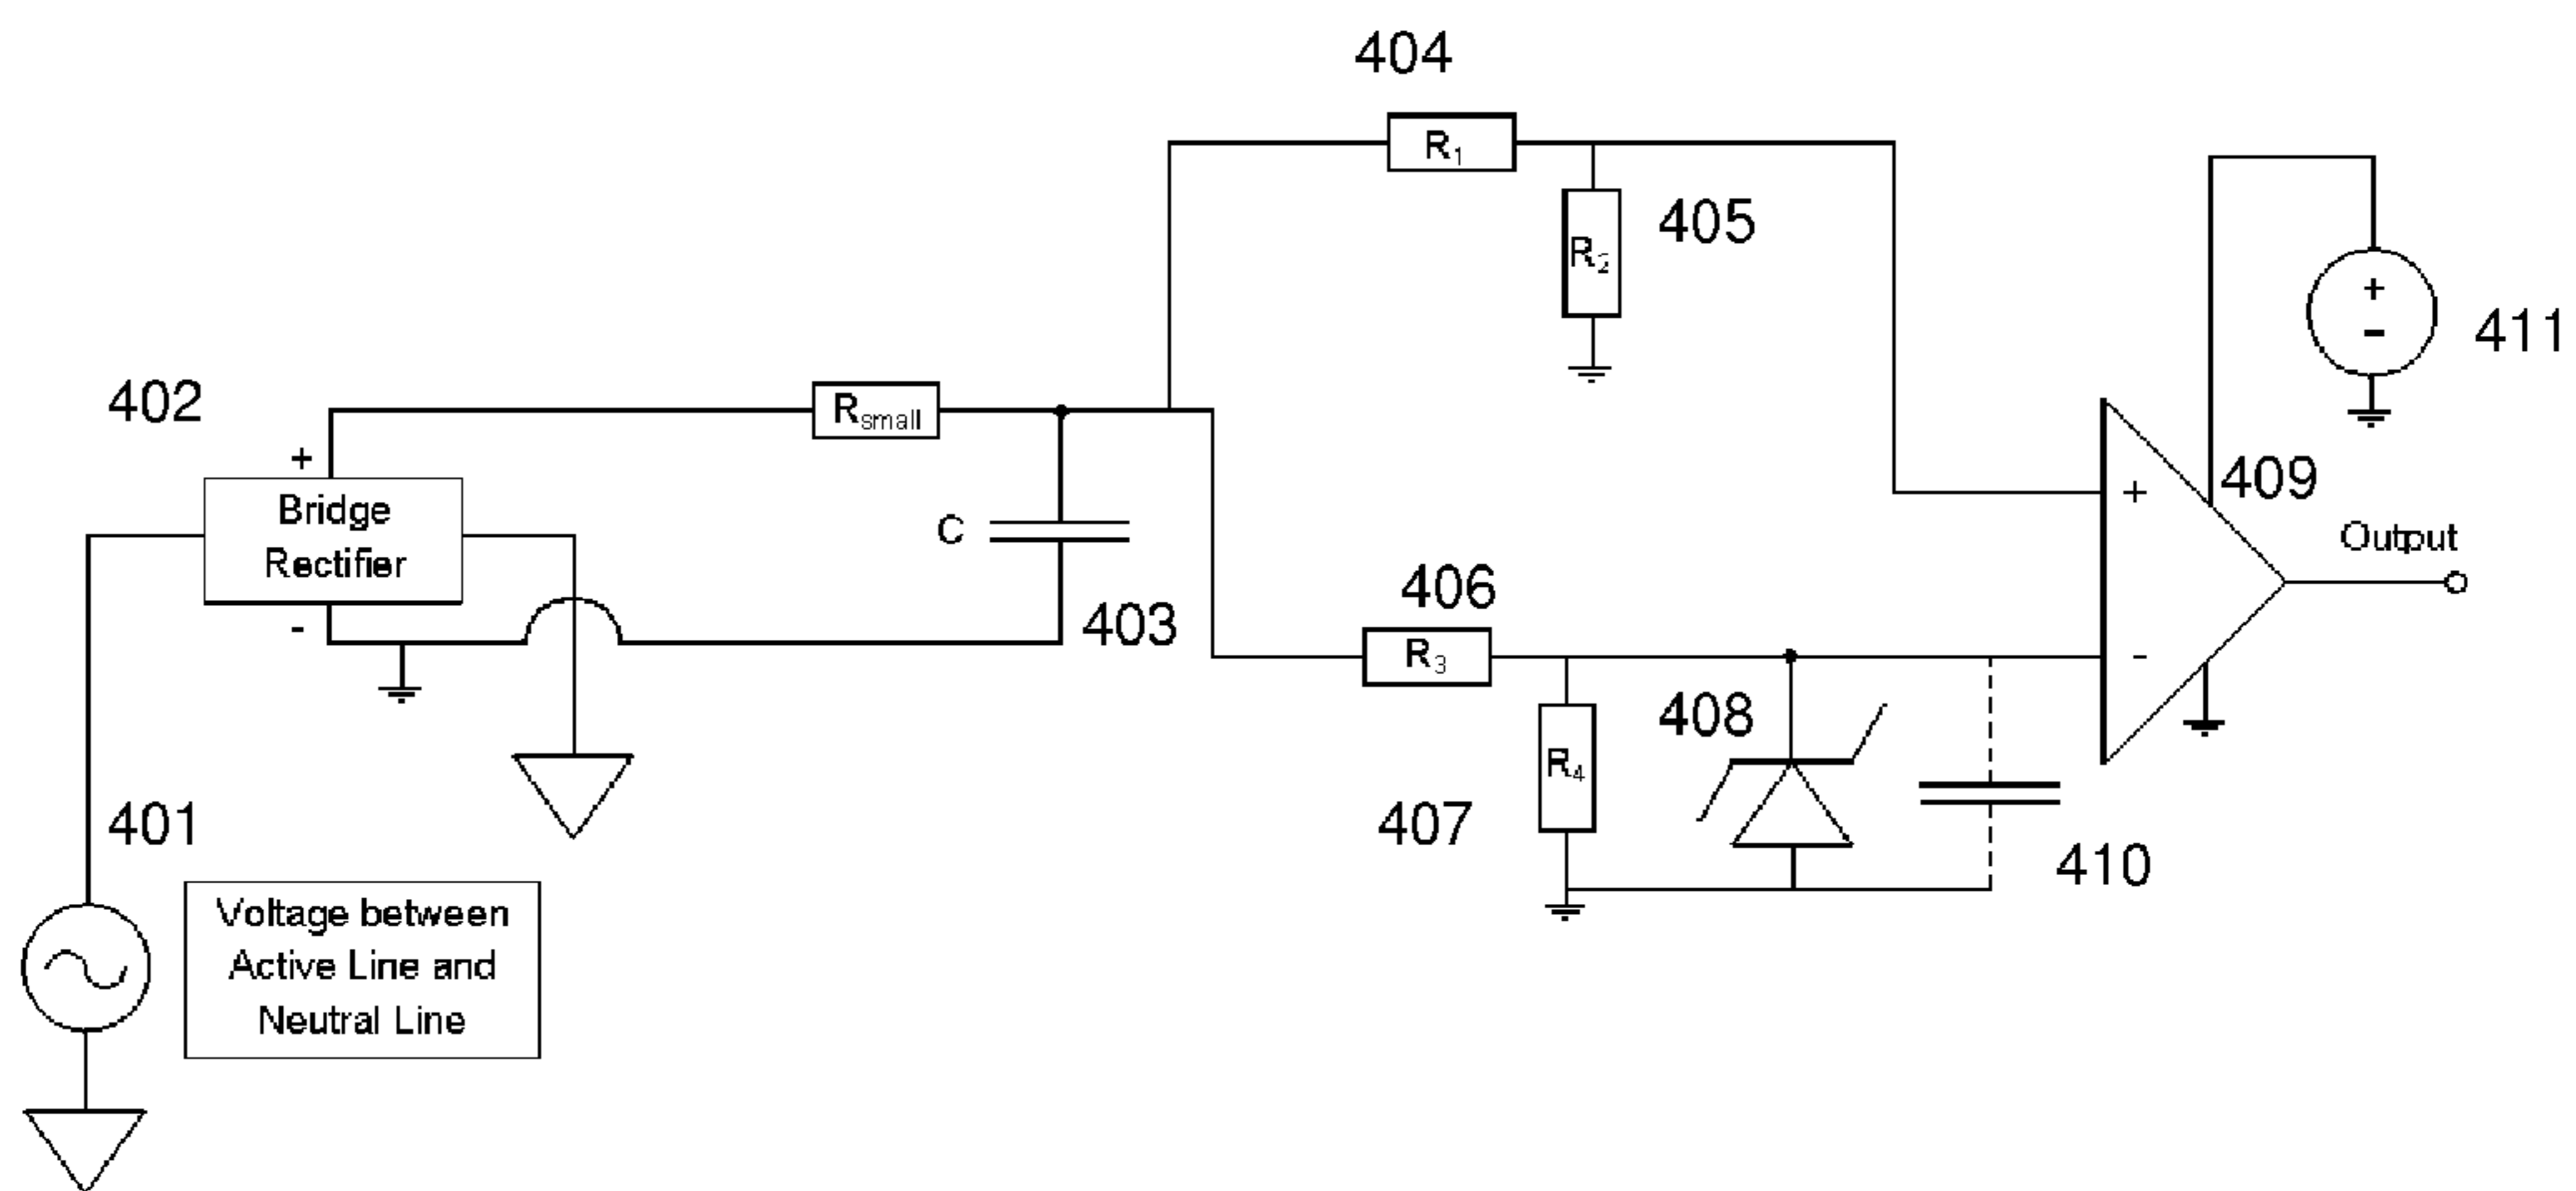 404
R1
405
R2
+
-
411
402
Rsmall
+
Bridge
Rectifier
-
C
403
409
+
Output
406
R3
-
408
R4
407
410
401
Voltage between
Active Line and
Neutral Line